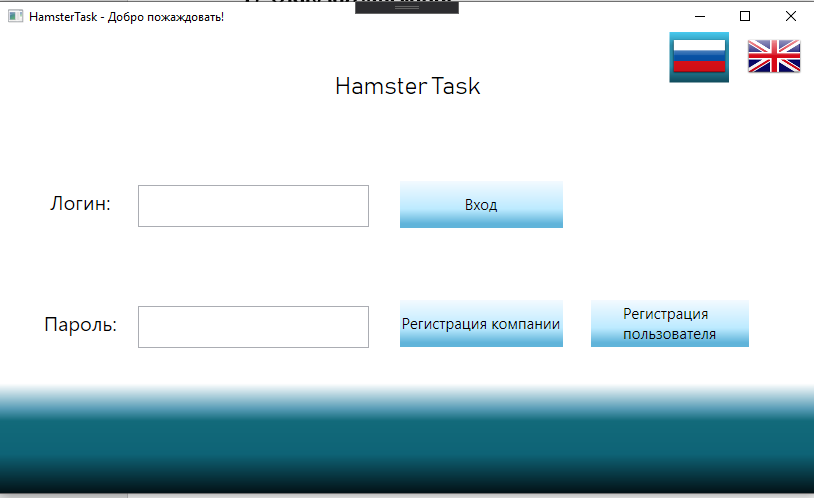 HamsterTask - Добро пожаждовать!
Hamster Task
Логин:
Вход
Пароль:
Регистрация компании
Регистрация
пользователя